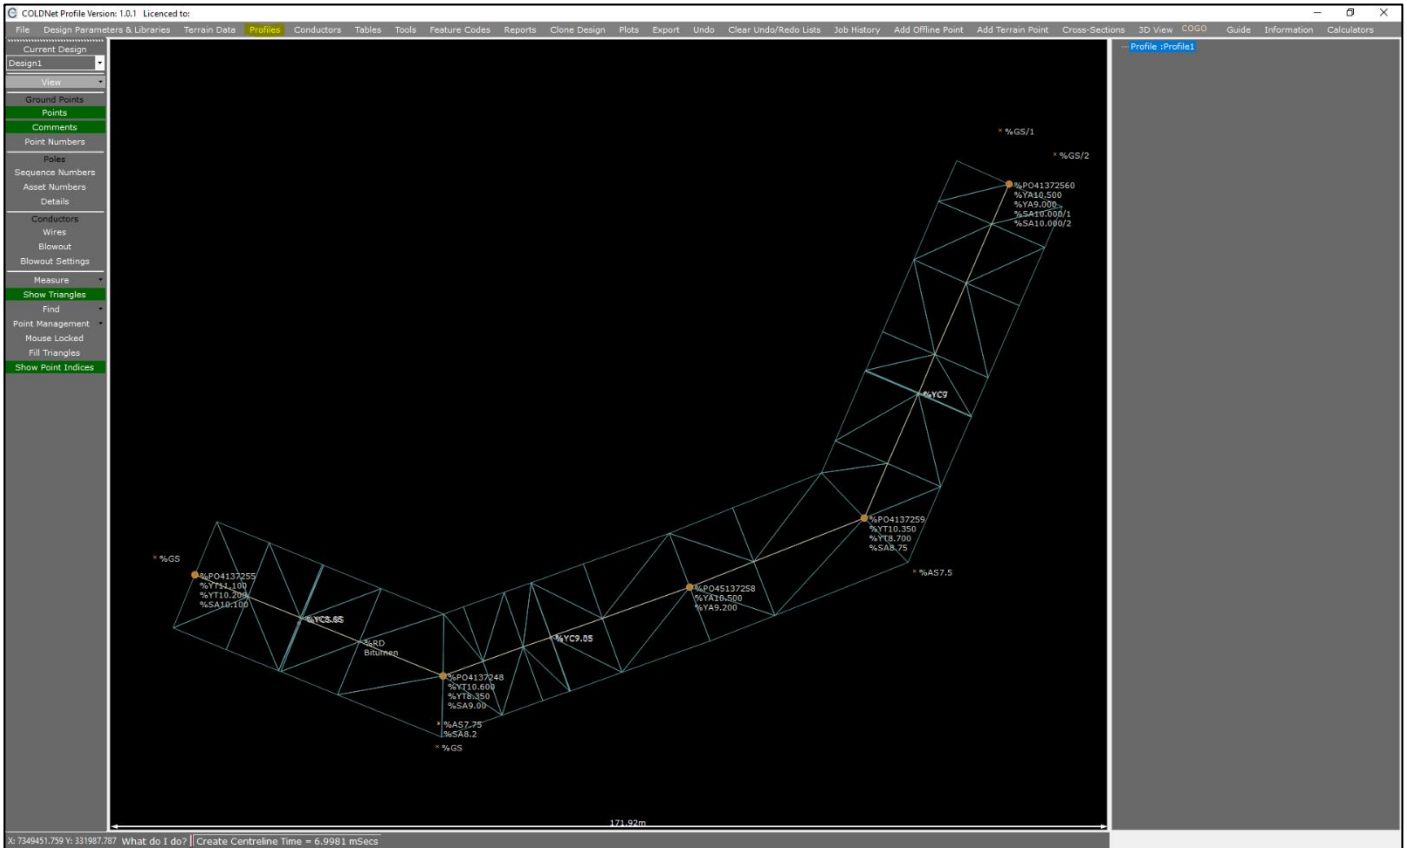 COLDNet Profile Version: 1.0.1 Licenced to:
File Design Parameters & Libraries Terrain Data Profiles Conductors Tables Tools Feature Codes Reports Clone Design Plots Export Undo Clear Undo/Redo Lists Job History Add Offline Point Add Terrain Point Cross-Sections 3D View COGO Guide Information Calculators
Current Design
Design1
View
Ground Points
Points
Comments
Point Numbers
Poles
Sequence Numbers
Asset Numbers
Details
Conductors
Wires
Blowout
Blowout Settings
Measure
Show Triangles
Find
Point Management
Mouse Locked
Fill Triangles
Show Point Indices
Profile :Profile1
* %GS/1
* %GS/2
%PO41372560
%YA10.500
%YA9.000
%SA10.000/1
%SA10.000/2
%YC7
%PO4137259
%YT10.350
%YT8.700
%SA8.75
* %AS7.5
* %GS
%PO4137255
%YT11.100
%YT10.200
%SA10.100
%RD
Bitumen
%YC9.85
%PO45137258
%YA10.500
%YA9.200
%PO4137248
%YT10.600
%YT8.350
%SA9.00
* %AS7.75
%SA8.2
* %GS
171.92m
X: 7349451.759 Y: 331987.787 What do I do? Create Centreline Time = 6.9981 mSecs